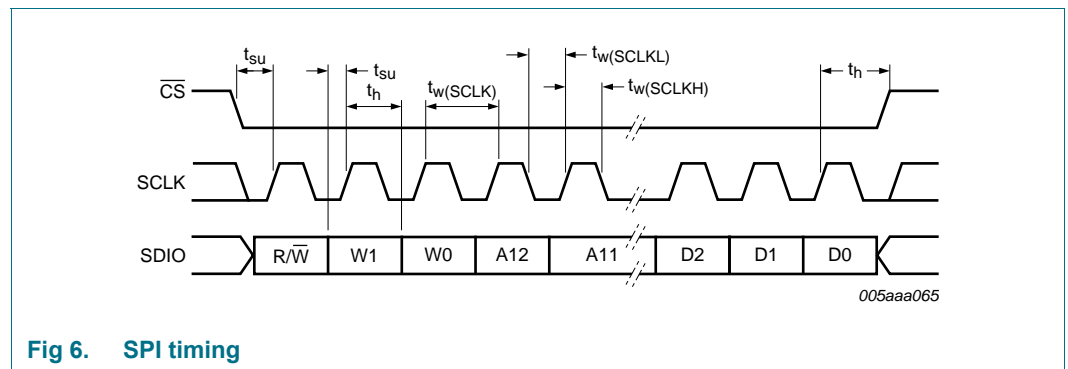 tsu
tsu
th
tw(SCLK)
tw(SCLKL)
tw(SCLKH)
th
CS
SCLK
SDIO
R/W
W1
W0
A12
A11
D2
D1
D0
005aaa065
Fig 6. SPI timing